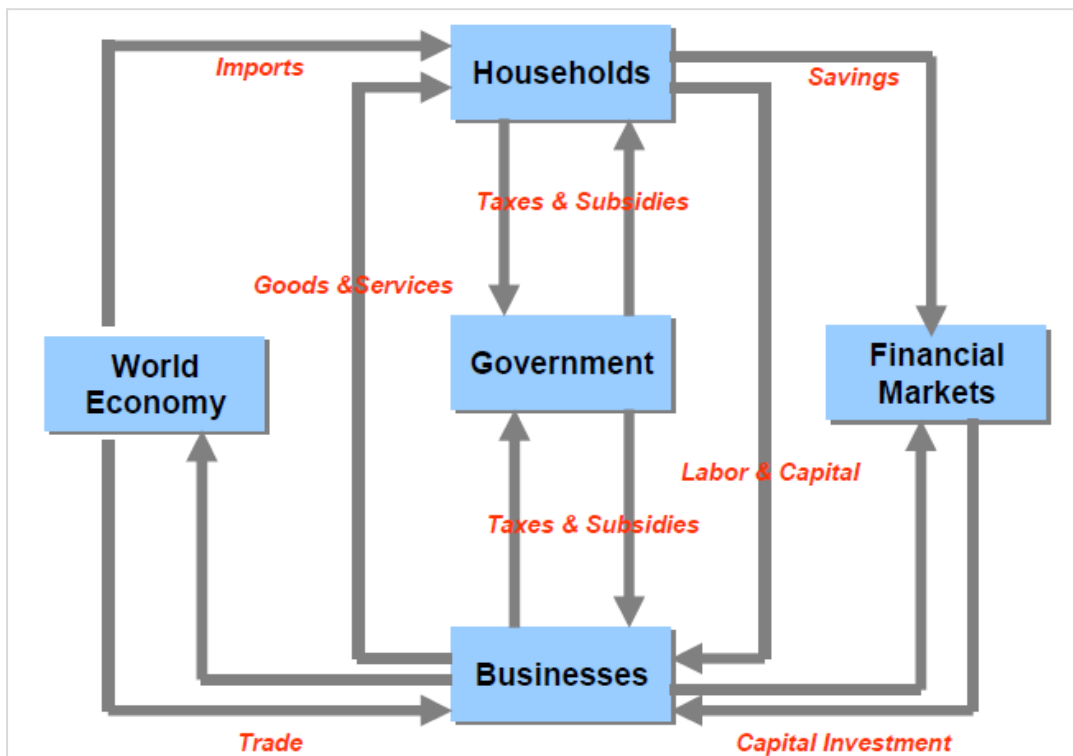 Imports
Households
Savings
Taxes & Subsidies
Goods &Services
World
Economy
Government
Financial
Markets
Labor & Capital
Taxes & Subsidies
Businesses
Trade
Capital Investment